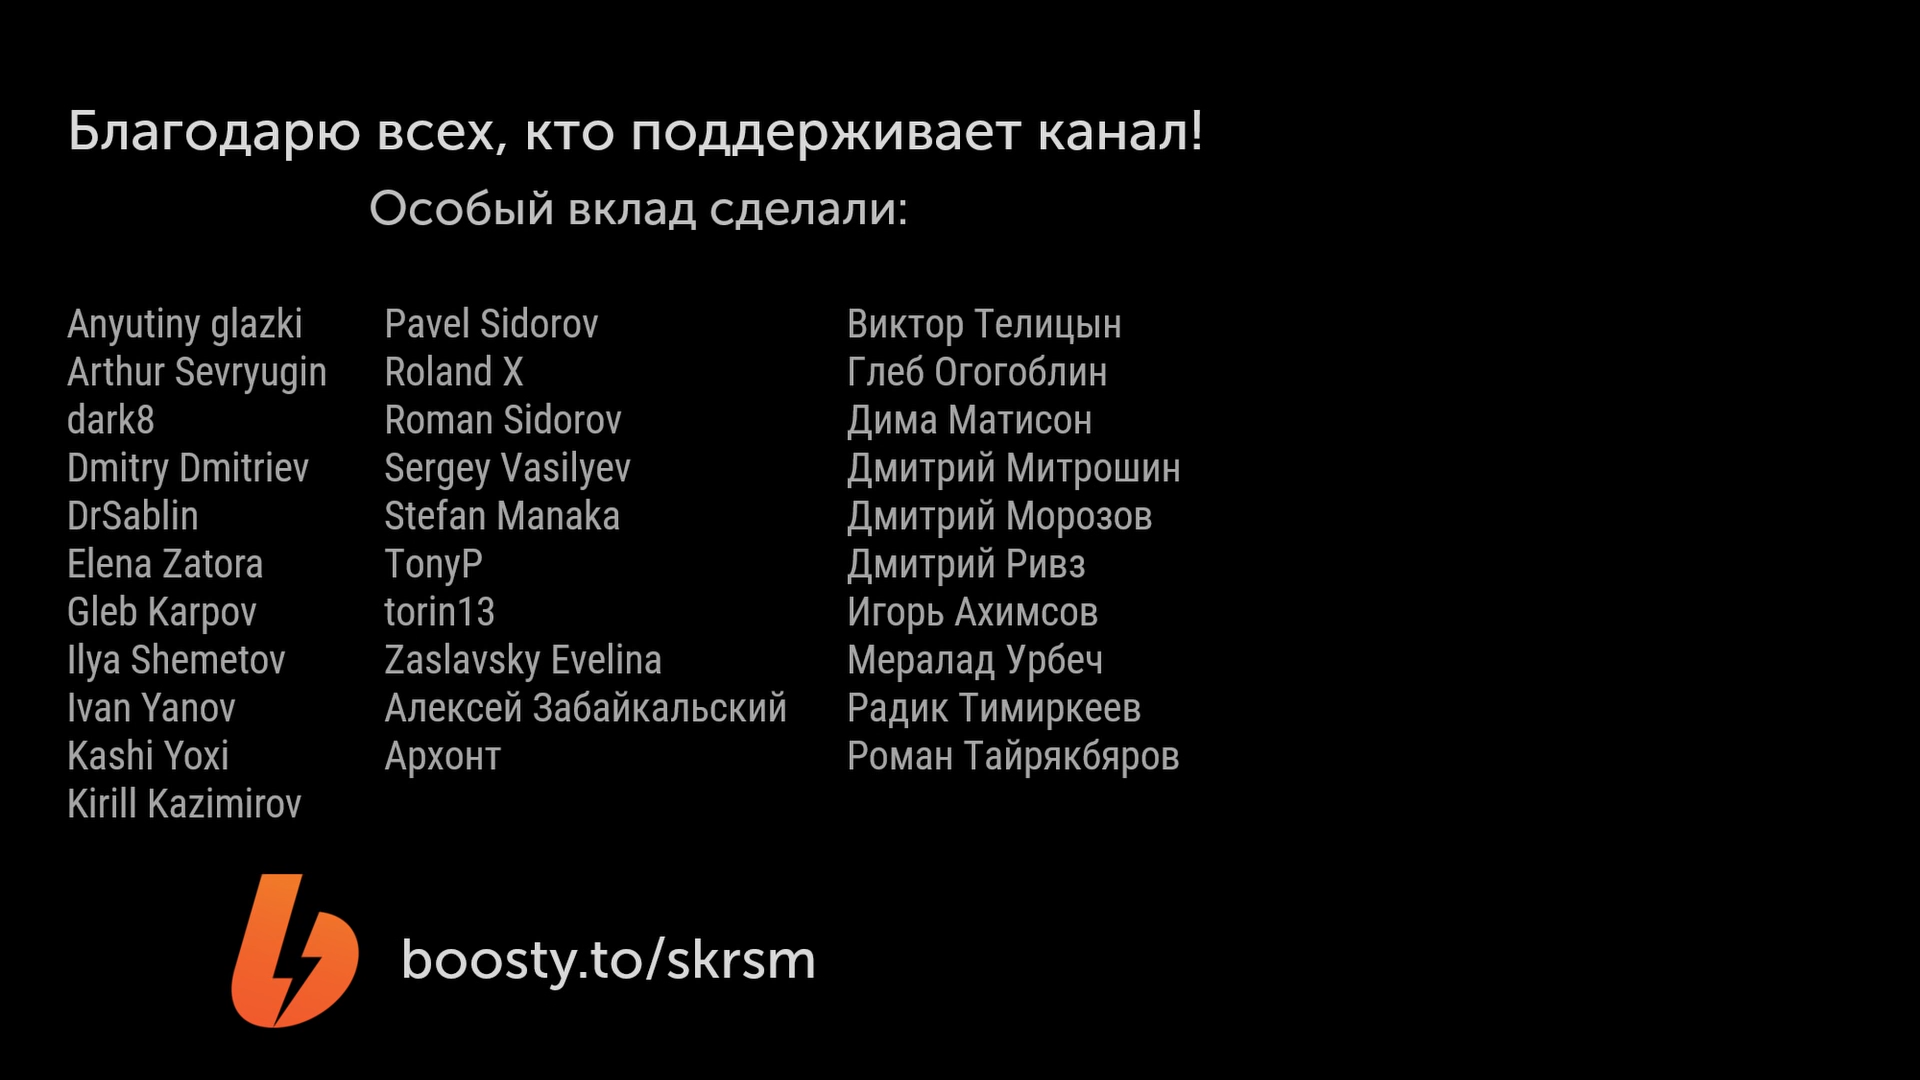 Благодарю всех, кто поддерживает канал!
Особый вклад сделали:
Anyutiny glazki
Arthur Sevryugin
dark8
Dmitry Dmitriev
DrSablin
Elena Zatora
Gleb Karpov
Ilya Shemetov
Ivan Yanov
Kashi Yoxi
Kirill Kazimirov
Pavel Sidorov
Roland X
Roman Sidorov
Sergey Vasilyev
Stefan Manaka
TonyP
torin13
Zaslavsky Evelina
Алексей Забайкальский
Архонт
Виктор Телицын
Глеб Огогоблин
Дима Матисон
Дмитрий Митрошин
Дмитрий Морозов
Дмитрий Ривз
Игорь Ахимсов
Мералад Урбеч
Радик Тимиркеев
Роман Тайрякбяров
boosty.to/skrsm